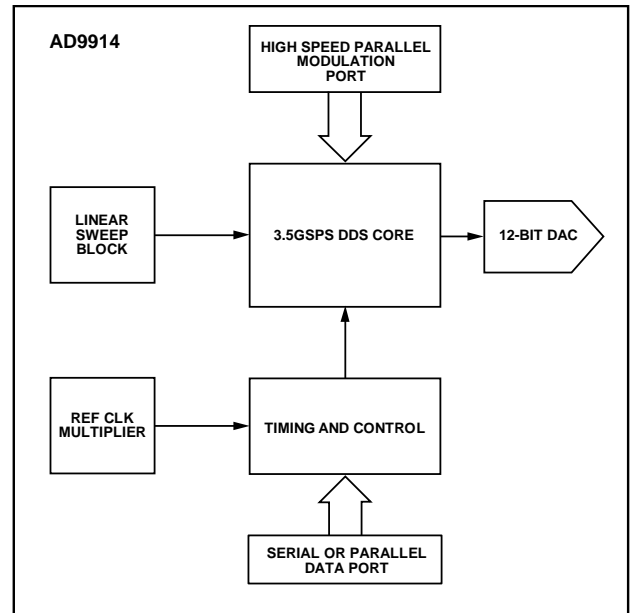 AD9914
HIGH SPEED PARALLEL
MODULATION
PORT
LINEAR
SWEEP
BLOCK
3.5GSPS DDS CORE
12-BIT DAC
REF CLK
MULTIPLIER
TIMING AND CONTROL
SERIAL OR PARALLEL
DATA PORT